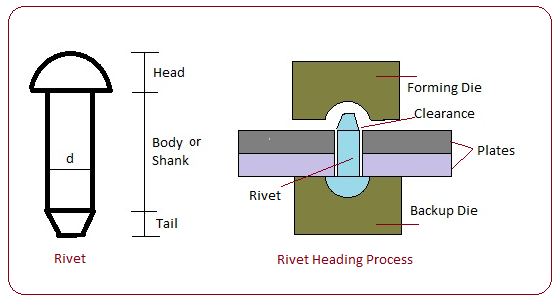 Head
Body or
Shank
d
Tail
Rivet
Forming Die
Clearance
Plates
Rivet
Backup Die
Rivet Heading Process